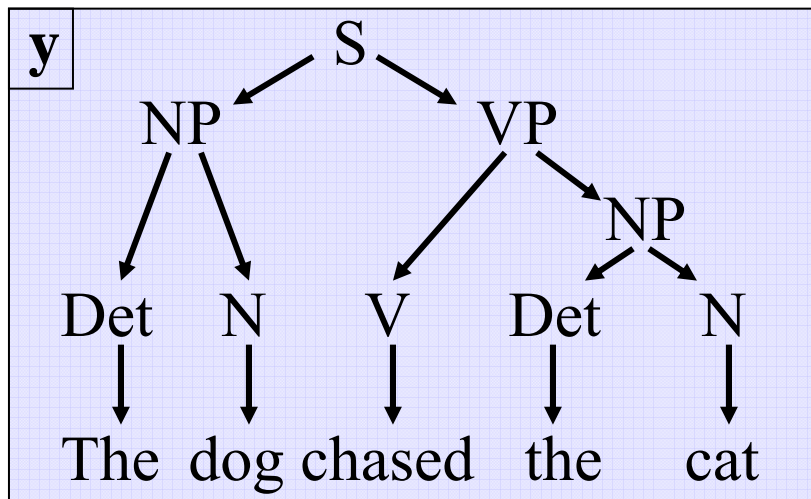 y
S
NP VP
NP
Det N V Det N
The dog chased the cat